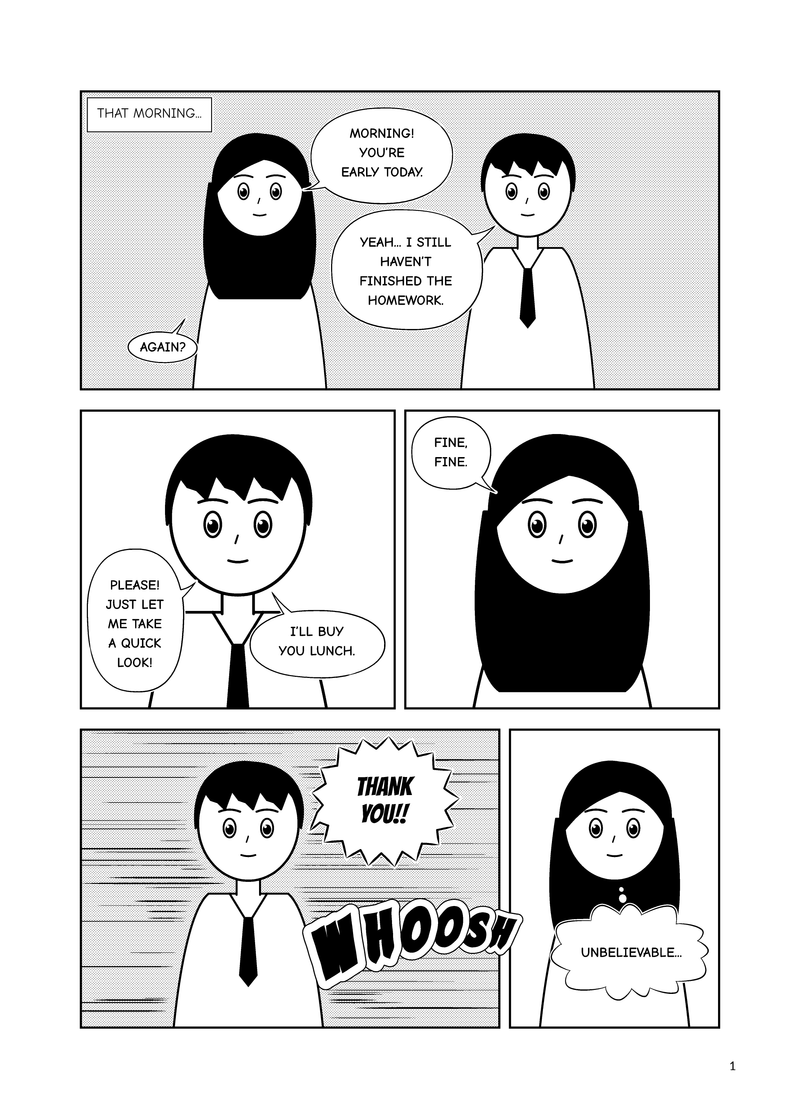 THAT MORNING...
MORNING!
YOU'RE
EARLY TODAY.
YEAH... I STILL
HAVEN'T
FINISHED THE
HOMEWORK.
AGAIN?
PLEASE!
JUST LET
ME TAKE
A QUICK
LOOK!
I'LL BUY
YOU LUNCH.
FINE,
FINE.
THANK
YOU!!
WHOOSH
UNBELIEVABLE...
1